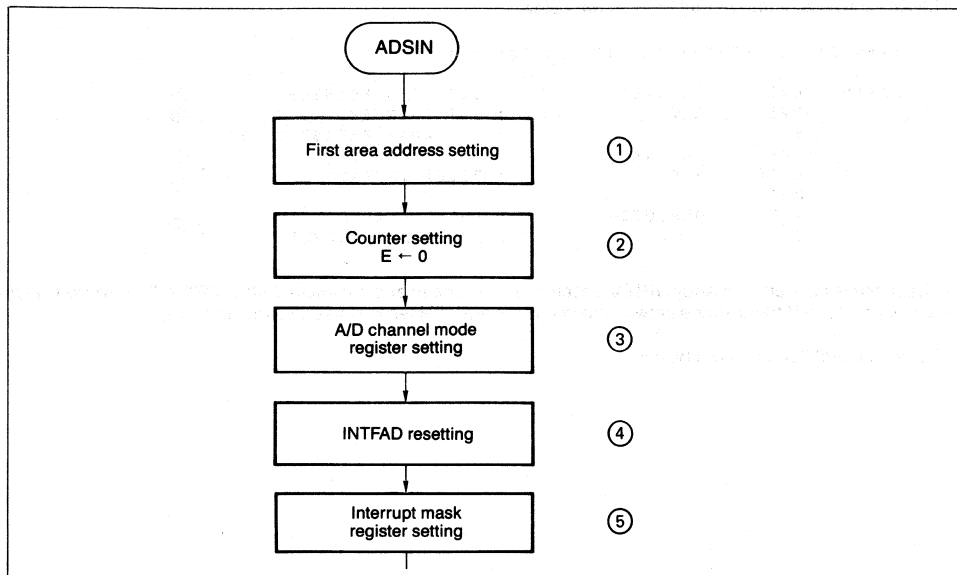 ADSIN
First area address setting
①
Counter setting
E ← 0
②
A/D channel mode
register setting
③
INTFAD resetting
④
Interrupt mask
register setting
⑤